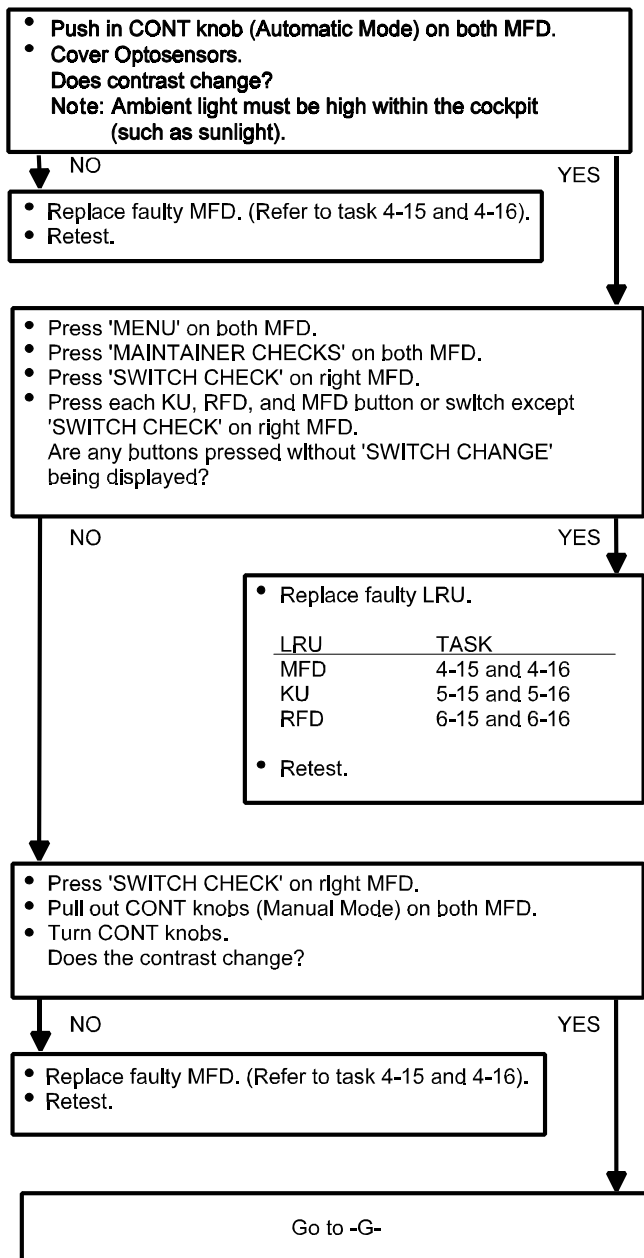 • Push in CONT knob (Automatic Mode) on both MFD.
• Cover Optosensors.
Does contrast change?
Note: Ambient light must be high within the cockpit
(such as sunlight).
NO
YES
• Replace faulty MFD. (Refer to task 4-15 and 4-16).
• Retest.
• Press 'MENU' on both MFD.
• Press 'MAINTAINER CHECKS' on both MFD.
• Press 'SWITCH CHECK' on right MFD.
• Press each KU, RFD, and MFD button or switch except
'SWITCH CHECK' on right MFD.
Are any buttons pressed without 'SWITCH CHANGE'
being displayed?
NO
YES
• Replace faulty LRU.
LRU TASK
MFD 4-15 and 4-16
KU 5-15 and 5-16
RFD 6-15 and 6-16
• Retest.
• Press 'SWITCH CHECK' on right MFD.
• Pull out CONT knobs (Manual Mode) on both MFD.
• Turn CONT knobs.
Does the contrast change?
NO
YES
• Replace faulty MFD. (Refer to task 4-15 and 4-16).
• Retest.
Go to -G-